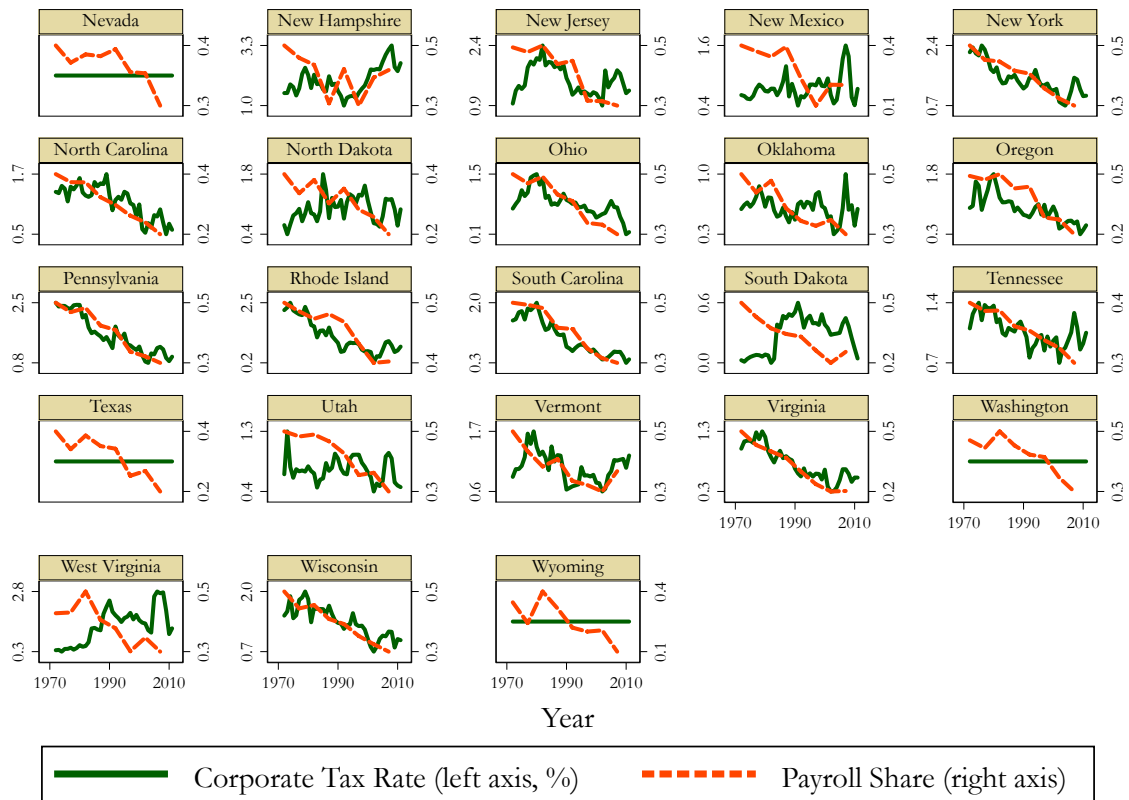 Nevada
0.3 0.4
New Hampshire
1.0 3.3
0.3 0.5
New Jersey
0.9 2.4
0.3 0.5
New Mexico
0.4 1.6
0.1 0.4
New York
0.7 2.4
0.3 0.5
North Carolina
0.5 1.7
0.2 0.4
North Dakota
0.4 1.8
0.2 0.4
Ohio
0.1 1.5
0.3 0.5
Oklahoma
0.3 1.0
0.3 0.4
Oregon
0.3 1.8
0.2 0.4
Pennsylvania
0.8 2.5
0.3 0.5
Rhode Island
0.2 2.5
0.4 0.5
South Carolina
0.3 2.0
0.3 0.5
South Dakota
0.0 0.6
0.2 0.5
Tennessee
0.7 1.4
0.3 0.4
Texas
0.2 0.4
Utah
0.4 1.3
0.3 0.5
Vermont
0.6 1.7
0.3 0.5
Virginia
0.3 1.3
0.3 0.5
1970 1990 2010
Washington
0.3 0.5
1970 1990 2010
West Virginia
0.3 2.8
0.3 0.5
1970 1990 2010
Wisconsin
0.7 2.0
0.3 0.5
1970 1990 2010
Wyoming
0.1 0.4
1970 1990 2010
Year
Corporate Tax Rate (left axis, %)
Payroll Share (right axis)